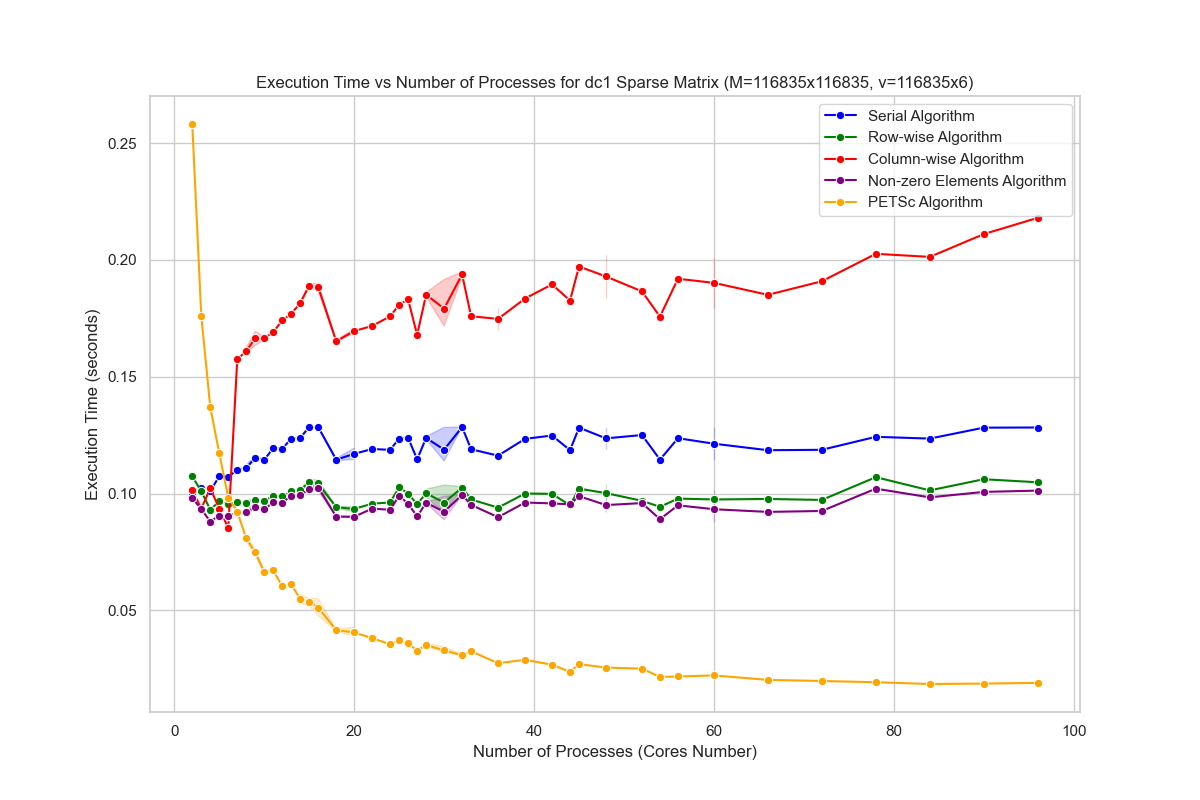 Execution Time vs Number of Processes for dc1 Sparse Matrix (M=116835x116835, v=116835x6)
Serial Algorithm
Row-wise Algorithm
Column-wise Algorithm
Non-zero Elements Algorithm
PETSc Algorithm
Execution Time (seconds)
0.25
0.20
0.15
0.10
0.05
0 20 40 60 80 100
Number of Processes (Cores Number)